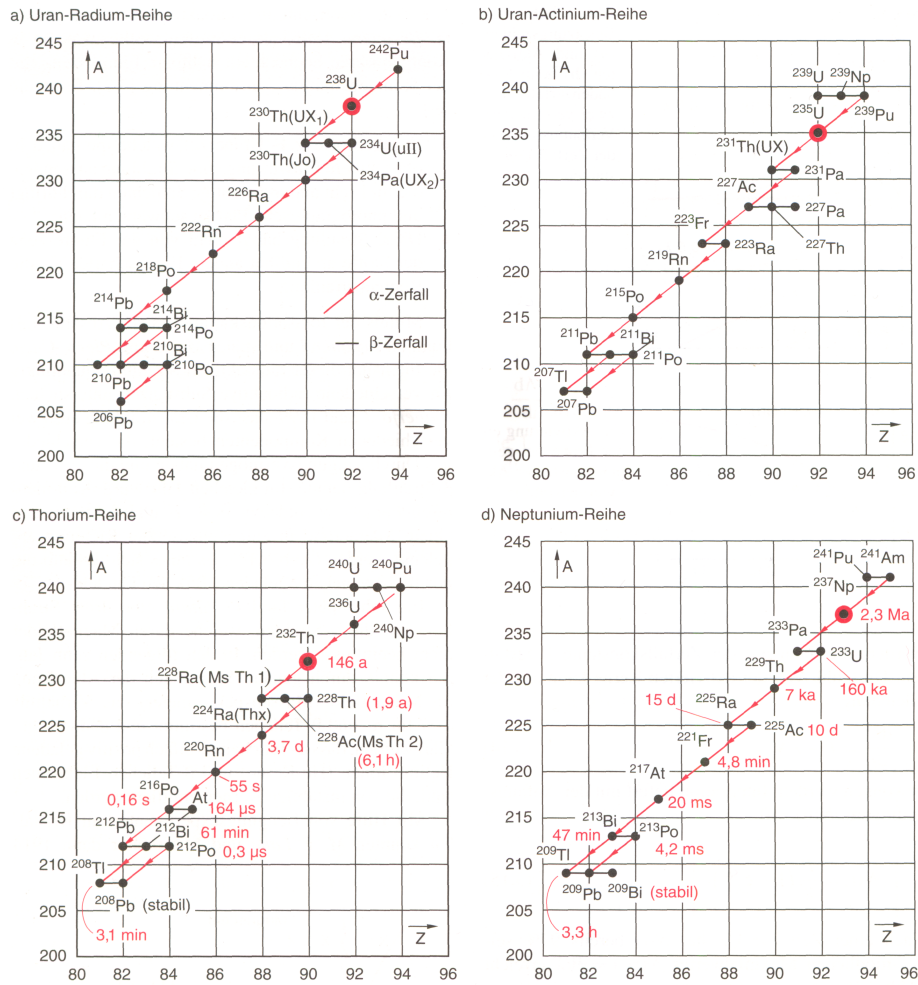 a) Uran-Radium-Reihe
245
A
²⁴²Pu
240
²³⁸U
²³⁰Th(UX₁)
235
²³⁴U(uII)
²³⁰Th(Jo)
²³⁴Pa(UX₂)
230
²²⁶Ra
225
²²²Rn
220
²¹⁸Po
α-Zerfall
²¹⁴Pb
²¹⁴Bi
215
²¹⁴Po
β-Zerfall
²¹⁰Bi
210
²¹⁰Pb
²¹⁰Po
205
²⁰⁶Pb
Z
200
80 82 84 86 88 90 92 94 96
b) Uran-Actinium-Reihe
245
A
²³⁹U ²³⁹Np
240
²³⁵U
²³⁹Pu
235
²³¹Th(UX)
²³¹Pa
230
²²⁷Ac
²²⁷Pa
²²³Fr
225
²²³Ra
²²⁷Th
²¹⁹Rn
220
²¹⁵Po
215
²¹¹Pb
²¹¹Bi
²¹¹Po
210
²⁰⁷Tl
²⁰⁷Pb
205
Z
200
80 82 84 86 88 90 92 94 96
c) Thorium-Reihe
245
A
²⁴⁰U ²⁴⁰Pu
240
²³⁶U
²⁴⁰Np
235
²³²Th
146 a
230
²²⁸Ra(Ms Th 1)
²²⁸Th (1,9 a)
²²⁴Ra(Thx)
²²⁸Ac(Ms Th 2)
(6,1 h)
225
3,7 d
²²⁰Rn
220
55 s
²¹⁶Po
At
0,16 s
164 µs
215
²¹²Pb
²¹²Bi
61 min
²¹²Po
0,3 µs
210
²⁰⁸Tl
²⁰⁸Pb (stabil)
205
3,1 min
Z
200
80 82 84 86 88 90 92 94 96
d) Neptunium-Reihe
245
A
²⁴¹Pu ²⁴¹Am
240
²³⁷Np
2,3 Ma
235
²³³Pa
²³³U
²²⁹Th
230
7 ka
160 ka
²²⁵Ra
15 d
225
²²⁵Ac 10 d
²²¹Fr
4,8 min
220
²¹⁷At
20 ms
215
²¹³Bi
²¹³Po
47 min
4,2 ms
210
²⁰⁹Tl
²⁰⁹Pb
²⁰⁹Bi (stabil)
205
3,3 h
Z
200
80 82 84 86 88 90 92 94 96